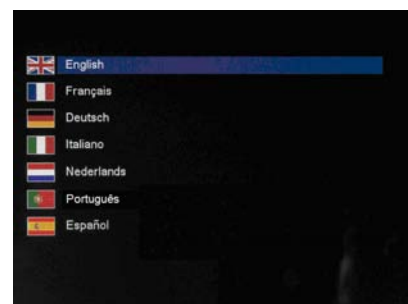 English
Français
Deutsch
Italiano
Nederlands
Português
Español